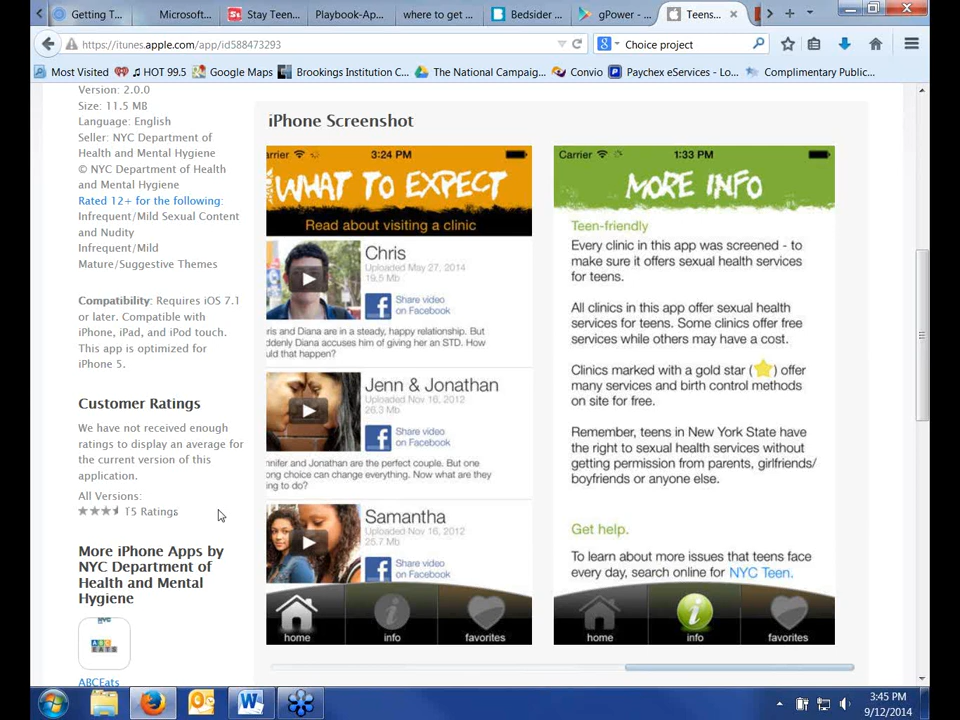 Getting T...
Microsoft...
Stay Teen...
Playbook-Ap...
where to get ...
Bedsider ...
gPower - ...
Teens...
https://itunes.apple.com/app/id588473293
Choice project
Most Visited
HOT 99.5
Google Maps
Brookings Institution C...
The National Campaig...
Convio
Paychex eServices - Lo...
Complimentary Public...
Version: 2.0.0
Size: 11.5 MB
Language: English
Seller: NYC Department of
Health and Mental Hygiene
© NYC Department of Health
and Mental Hygiene
Rated 12+ for the following:
Infrequent/Mild Sexual Content
and Nudity
Infrequent/Mild
Mature/Suggestive Themes
Compatibility: Requires iOS 7.1
or later. Compatible with
iPhone, iPad, and iPod touch.
This app is optimized for
iPhone 5.
Customer Ratings
We have not received enough
ratings to display an average for
the current version of this
application.
All Versions:
15 Ratings
More iPhone Apps by
NYC Department of
Health and Mental
Hygiene
NYC
ABC
EATS
ABCEats
iPhone Screenshot
arrier
3:24 PM
WHAT TO EXPECT
Read about visiting a clinic
Chris
Uploaded May 27, 2014
19.5 Mb
Share video
on Facebook
ris and Diana are in a steady, happy relationship. But
ddenly Diana accuses him of giving her an STD. How
uld that happen?
Jenn & Jonathan
Uploaded Nov 16, 2012
26.3 Mb
Share video
on Facebook
nnifer and Jonathan are the perfect couple. But one
ong choice can change everything. Now what are they
ing to do?
Samantha
Uploaded Nov 16, 2012
25.7 Mb
Share video
on Facebook
home
info
favorites
Carrier
1:33 PM
MORE INFO
Teen-friendly
Every clinic in this app was screened - to
make sure it offers sexual health services
for teens.
All clinics in this app offer sexual health
services for teens. Some clinics offer free
services while others may have a cost.
Clinics marked with a gold star (⭐) offer
many services and birth control methods
on site for free.
Remember, teens in New York State have
the right to sexual health services without
getting permission from parents, girlfriends/
boyfriends or anyone else.
Get help.
To learn about more issues that teens face
every day, search online for NYC Teen.
home
info
favorites
3:45 PM
9/12/2014